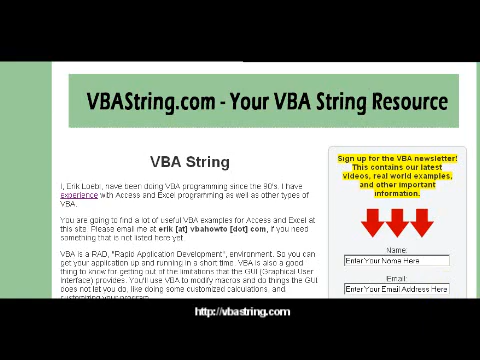 VBAString.com - Your VBA String Resource
VBA String
I, Erik Loebl, have been doing VBA programming since the 90's. I have
experience with Access and Excel programming as well as other types of
VBA.
You are going to find a lot of useful VBA examples for Access and Excel at
this site. Please email me at erik [at] vbahowto [dot] com, if you need
something that is not listed here yet.
VBA is a RAD, "Rapid Application Development", environment. So you can
get your application up and running in a short time. VBA is also a good
thing to know for getting out of the limitations that the GUI (Graphical User
Interface) provides. You'll use VBA to modify macros and do things the GUI
does not let you do, like doing some customized calculations, and
customizing your program.
Sign up for the VBA newsletter!
This contains our latest
videos, real world examples,
and other important
information.
Name:
Enter Your Name Here
Email:
Enter Your Email Address Here
http://vbastring.com